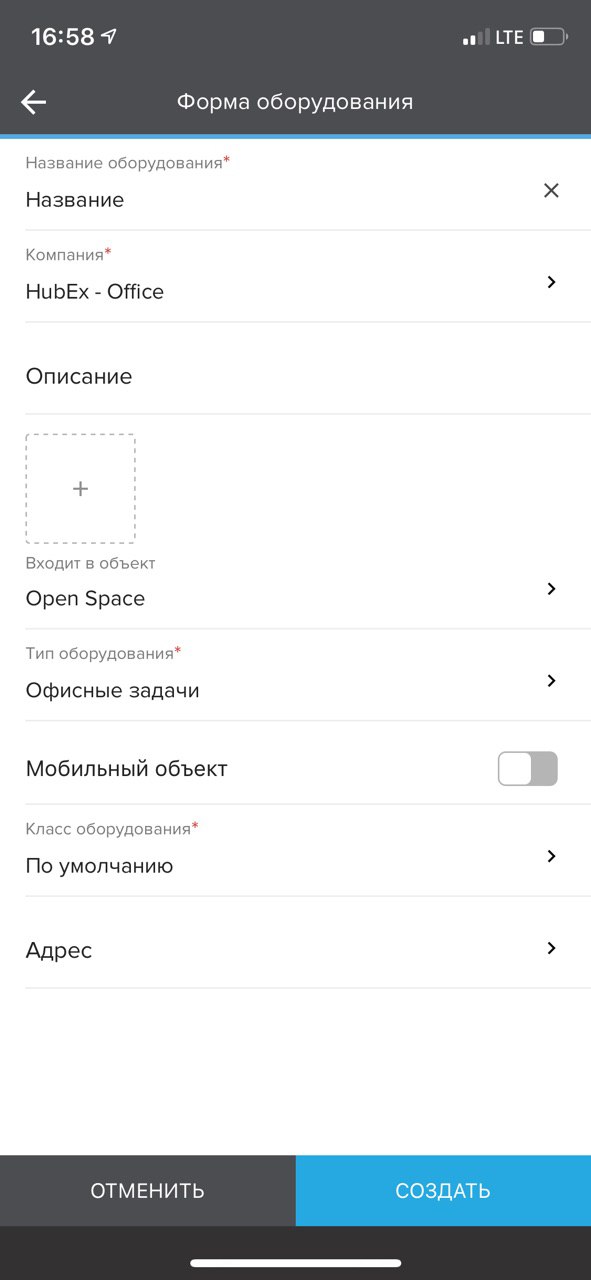 16:58
LTE
Форма оборудования
Название оборудования*
Название
Компания*
HubEx - Office
Описание
+
Входит в объект
Open Space
Тип оборудования*
Офисные задачи
Мобильный объект
Класс оборудования*
По умолчанию
Адрес
ОТМЕНИТЬ
СОЗДАТЬ